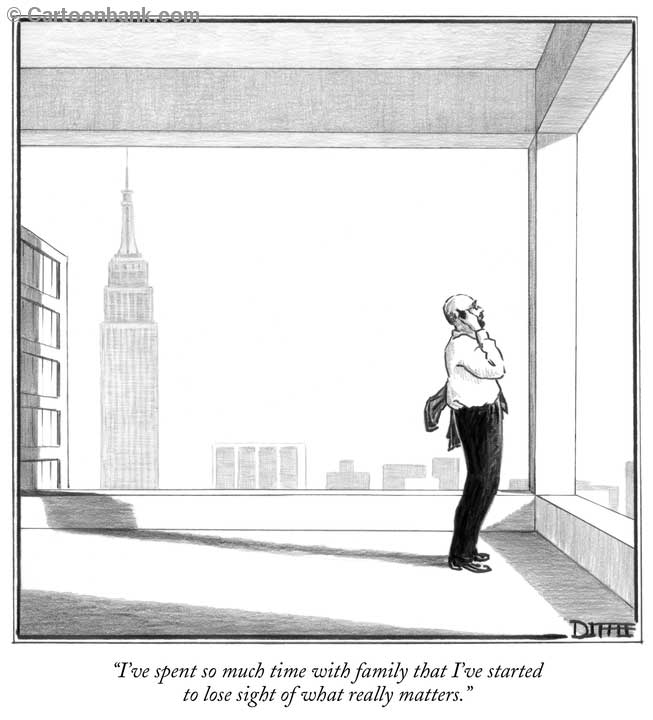 © Cartoonbank.com
DITTTE
“I’ve spent so much time with family that I’ve started
to lose sight of what really matters.”